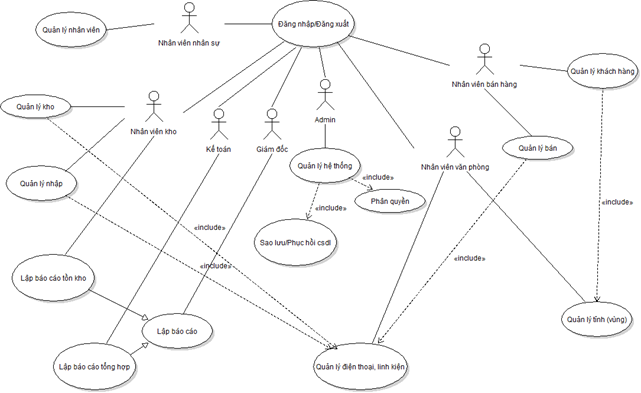 Đăng nhập/Đăng xuất
Quản lý nhân viên
Nhân viên nhân sự
Nhân viên bán hàng
Quản lý khách hàng
Quản lý kho
Nhân viên kho
Kế toán
Giám đốc
Admin
Nhân viên văn phòng
Quản lý bán
Quản lý hệ thống
«include»
Quản lý nhập
Phân quyền
«include»
«include»
Sao lưu/Phục hồi csdl
«include»
«include»
«include»
Lập báo cáo tồn kho
Lập báo cáo
Quản lý tỉnh (vùng)
Lập báo cáo tổng hợp
Quản lý điện thoại, linh kiện